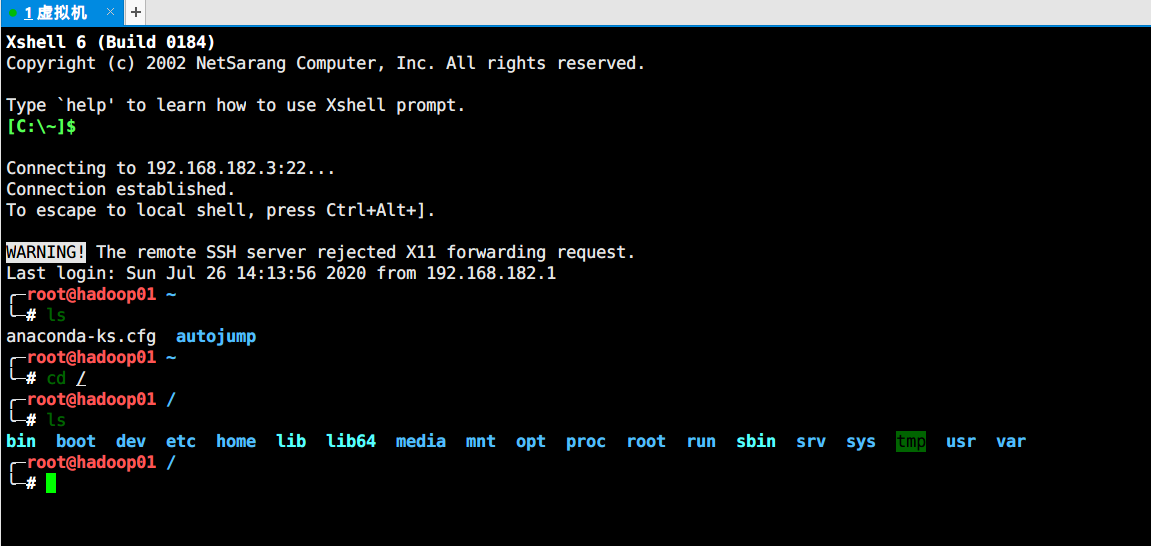 1 虚拟机 × +
Xshell 6 (Build 0184)
Copyright (c) 2002 NetSarang Computer, Inc. All rights reserved.
Type `help' to learn how to use Xshell prompt.
[C:\~]$
Connecting to 192.168.182.3:22...
Connection established.
To escape to local shell, press Ctrl+Alt+].
WARNING! The remote SSH server rejected X11 forwarding request.
Last login: Sun Jul 26 14:13:56 2020 from 192.168.182.1
╭─root@hadoop01 ~
╰─# ls
anaconda-ks.cfg  autojump
╭─root@hadoop01 ~
╰─# cd /
╭─root@hadoop01 /
╰─# ls
bin  boot  dev  etc  home  lib  lib64  media  mnt  opt  proc  root  run  sbin  srv  sys  tmp  usr  var
╭─root@hadoop01 /
╰─#